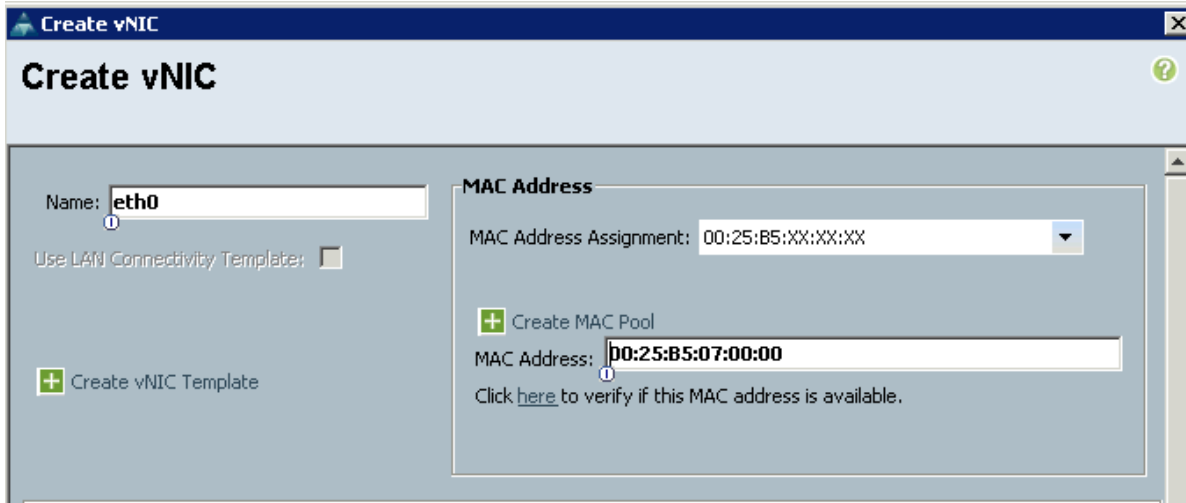 Create vNIC
Create vNIC
Name: eth0
Use LAN Connectivity Template:
Create vNIC Template
MAC Address
MAC Address Assignment: 00:25:B5:XX:XX:XX
Create MAC Pool
MAC Address: 00:25:B5:07:00:00
Click here to verify if this MAC address is available.